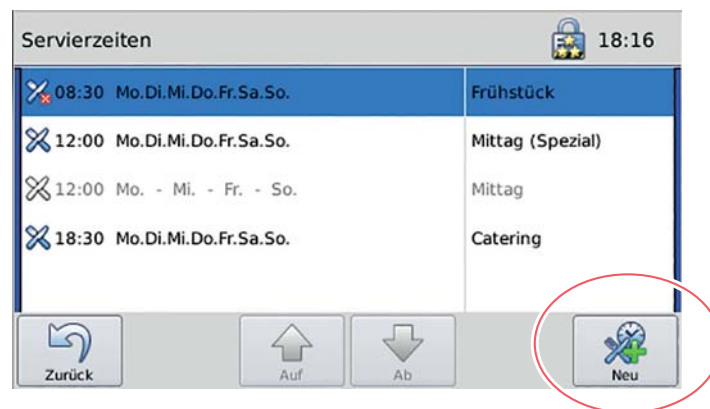 Servierzeiten 18:16
08:30 Mo.Di.Mi.Do.Fr.Sa.So. Frühstück
12:00 Mo.Di.Mi.Do.Fr.Sa.So. Mittag (Spezial)
12:00 Mo. - Mi. - Fr. - So. Mittag
18:30 Mo.Di.Mi.Do.Fr.Sa.So. Catering
Zurück Auf Ab Neu